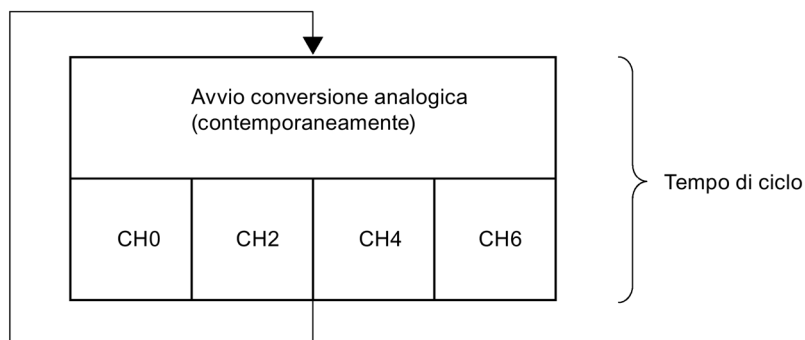 Avvio conversione analogica
(contemporaneamente)
Tempo di ciclo
CH0 CH2 CH4 CH6